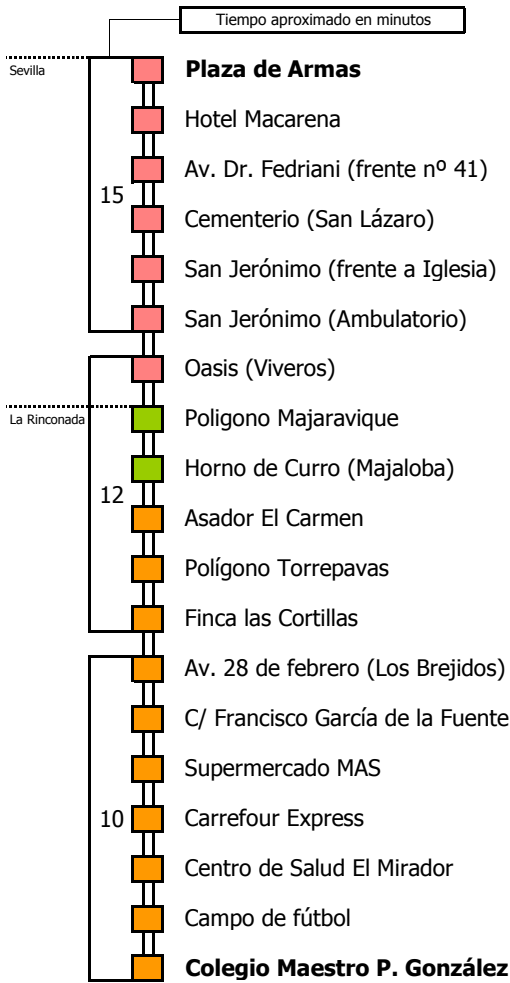 Tiempo aproximado en minutos
Sevilla
Plaza de Armas
Hotel Macarena
Av. Dr. Fedriani (frente nº 41)
15
Cementerio (San Lázaro)
San Jerónimo (frente a Iglesia)
San Jerónimo (Ambulatorio)
Oasis (Viveros)
La Rinconada
Poligono Majaravique
Horno de Curro (Majaloba)
12
Asador El Carmen
Polígono Torrepavas
Finca las Cortillas
Av. 28 de febrero (Los Brejidos)
C/ Francisco García de la Fuente
Supermercado MAS
10
Carrefour Express
Centro de Salud El Mirador
Campo de fútbol
Colegio Maestro P. González